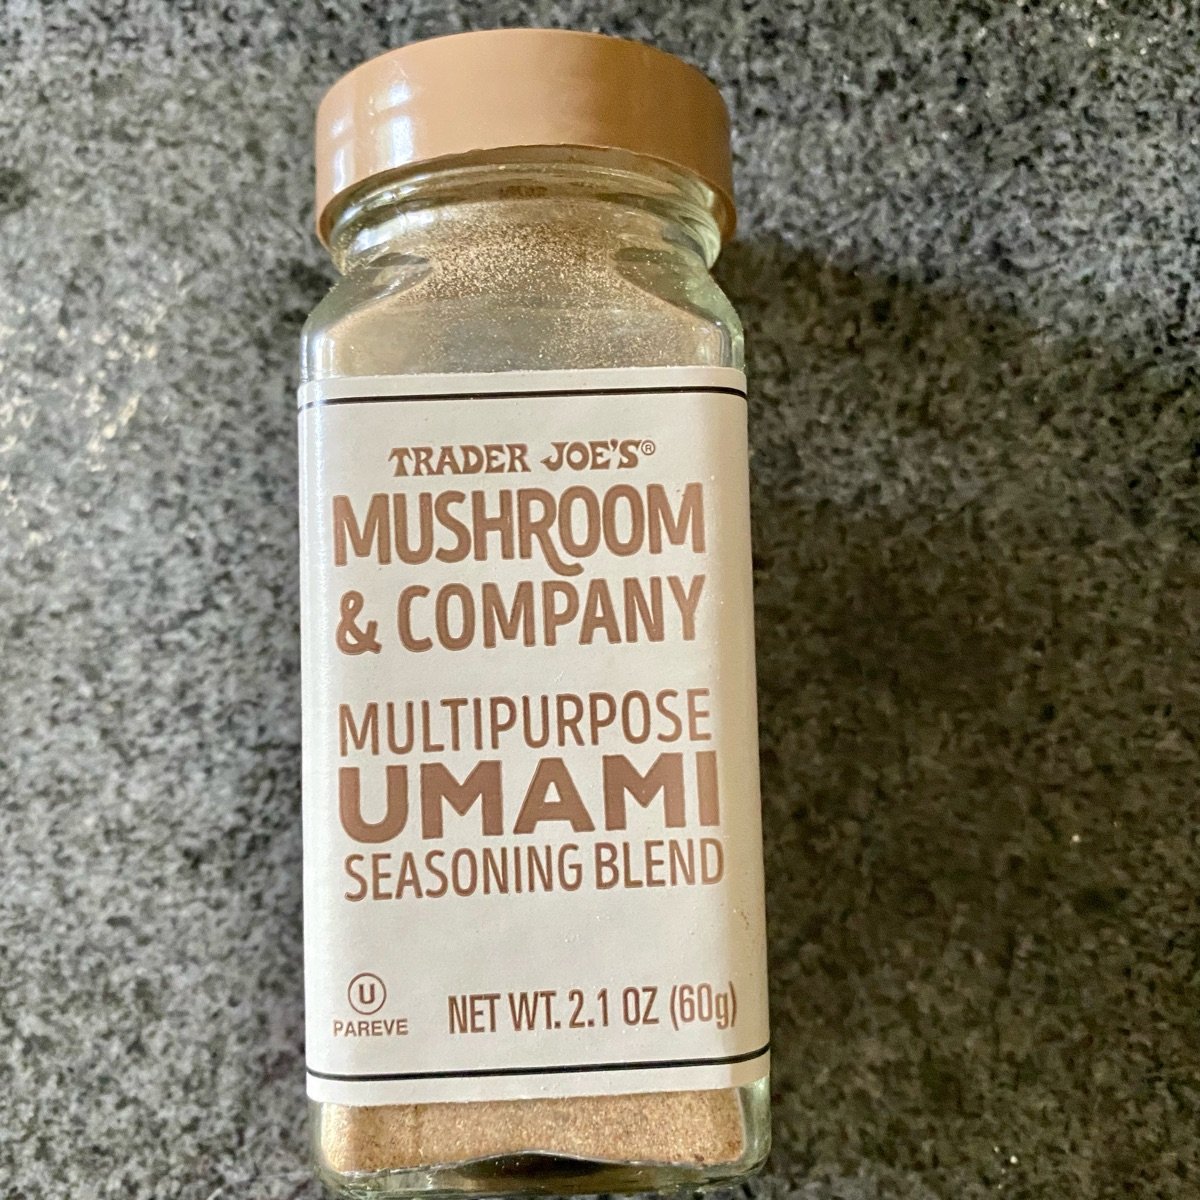 TRADER JOE'S®
MUSHROOM
& COMPANY
MULTIPURPOSE
UMAMI
SEASONING BLEND
U
PAREVE
NET WT. 2.1 OZ (60g)